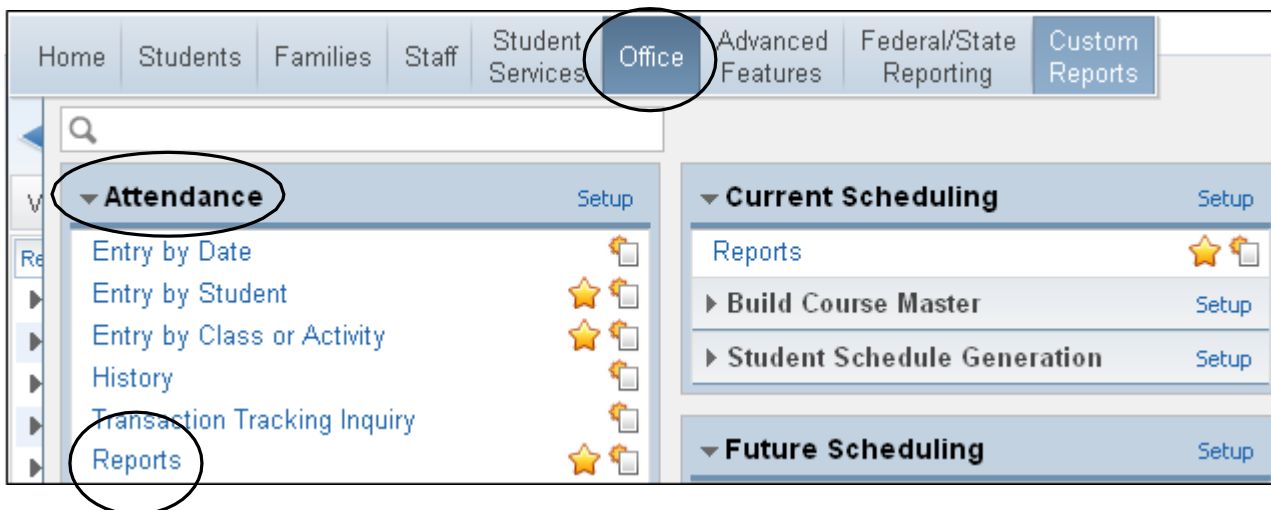 Home Students Families Staff Student Services Office Advanced Features Federal/State Reporting Custom Reports
V
Re
Attendance Setup
Entry by Date
Entry by Student
Entry by Class or Activity
History
Transaction Tracking Inquiry
Reports
Current Scheduling Setup
Reports
Build Course Master Setup
Student Schedule Generation Setup
Future Scheduling Setup